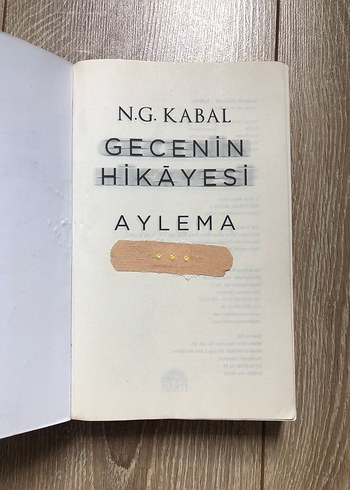 N.G. KABAL
GECENİN
HİKÂYESİ
AYLEMA